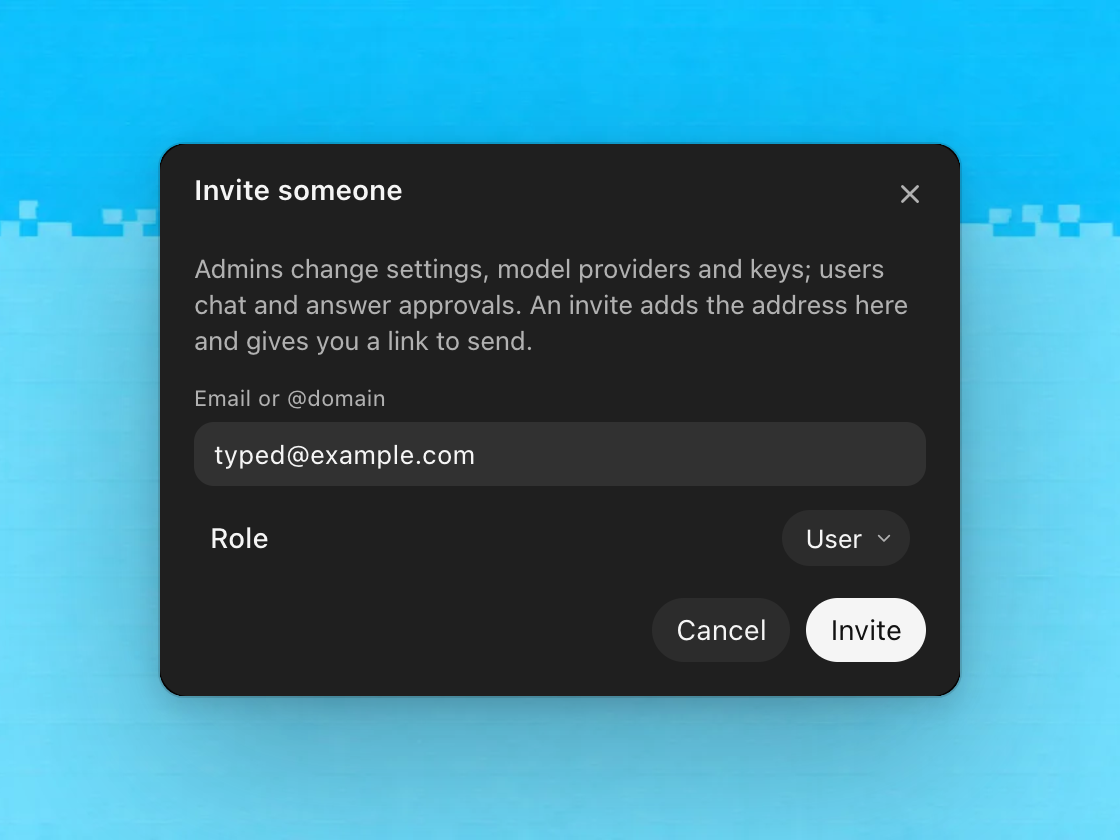 Invite someone
Admins change settings, model providers and keys; users
chat and answer approvals. An invite adds the address here
and gives you a link to send.
Email or @domain
typed@example.com
Role
User
Cancel
Invite